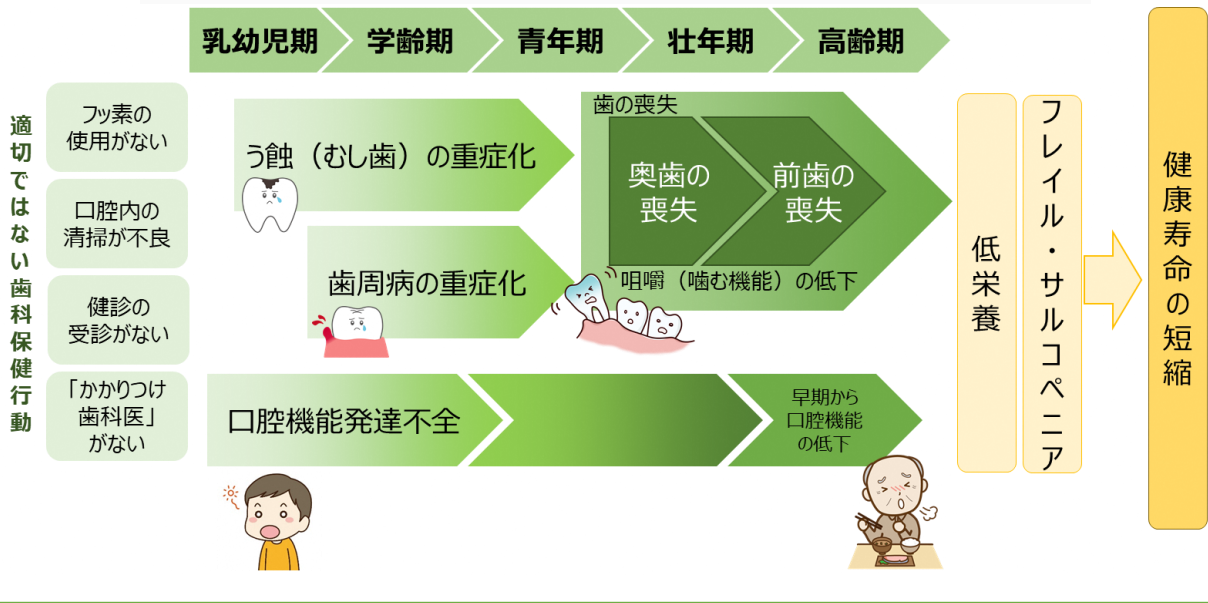 乳幼児期
学齢期
青年期
壮年期
高齢期
適切ではない歯科保健行動
フッ素の
使用がない
口腔内の
清掃が不良
健診の
受診がない
「かかりつけ
歯科医」
がない
う蝕（むし歯）の重症化
歯周病の重症化
歯の喪失
奥歯の
喪失
前歯の
喪失
咀嚼（噛む機能）の低下
口腔機能発達不全
早期から
口腔機能
の低下
低栄養
フレイル・サルコペニア
健康寿命の短縮